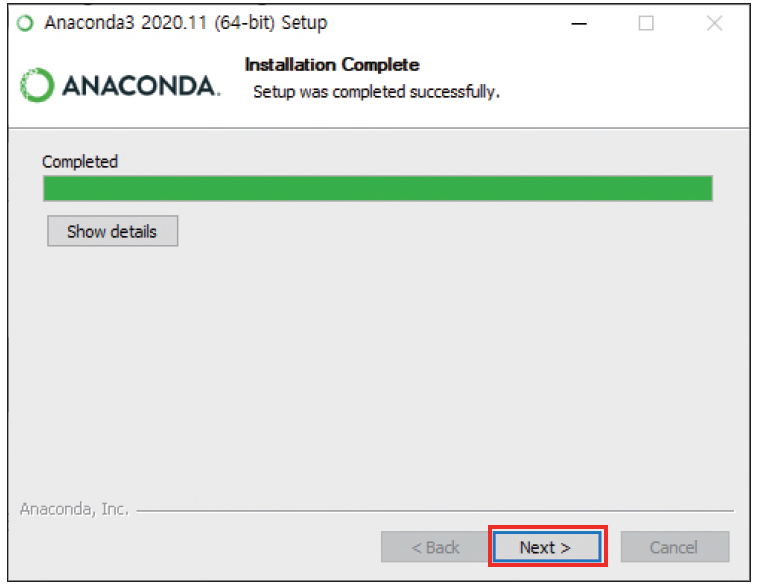 Anaconda3 2020.11 (64-bit) Setup
ANACONDA.
Installation Complete
Setup was completed successfully.
Completed
Show details
Anaconda, Inc.
< Back
Next >
Cancel